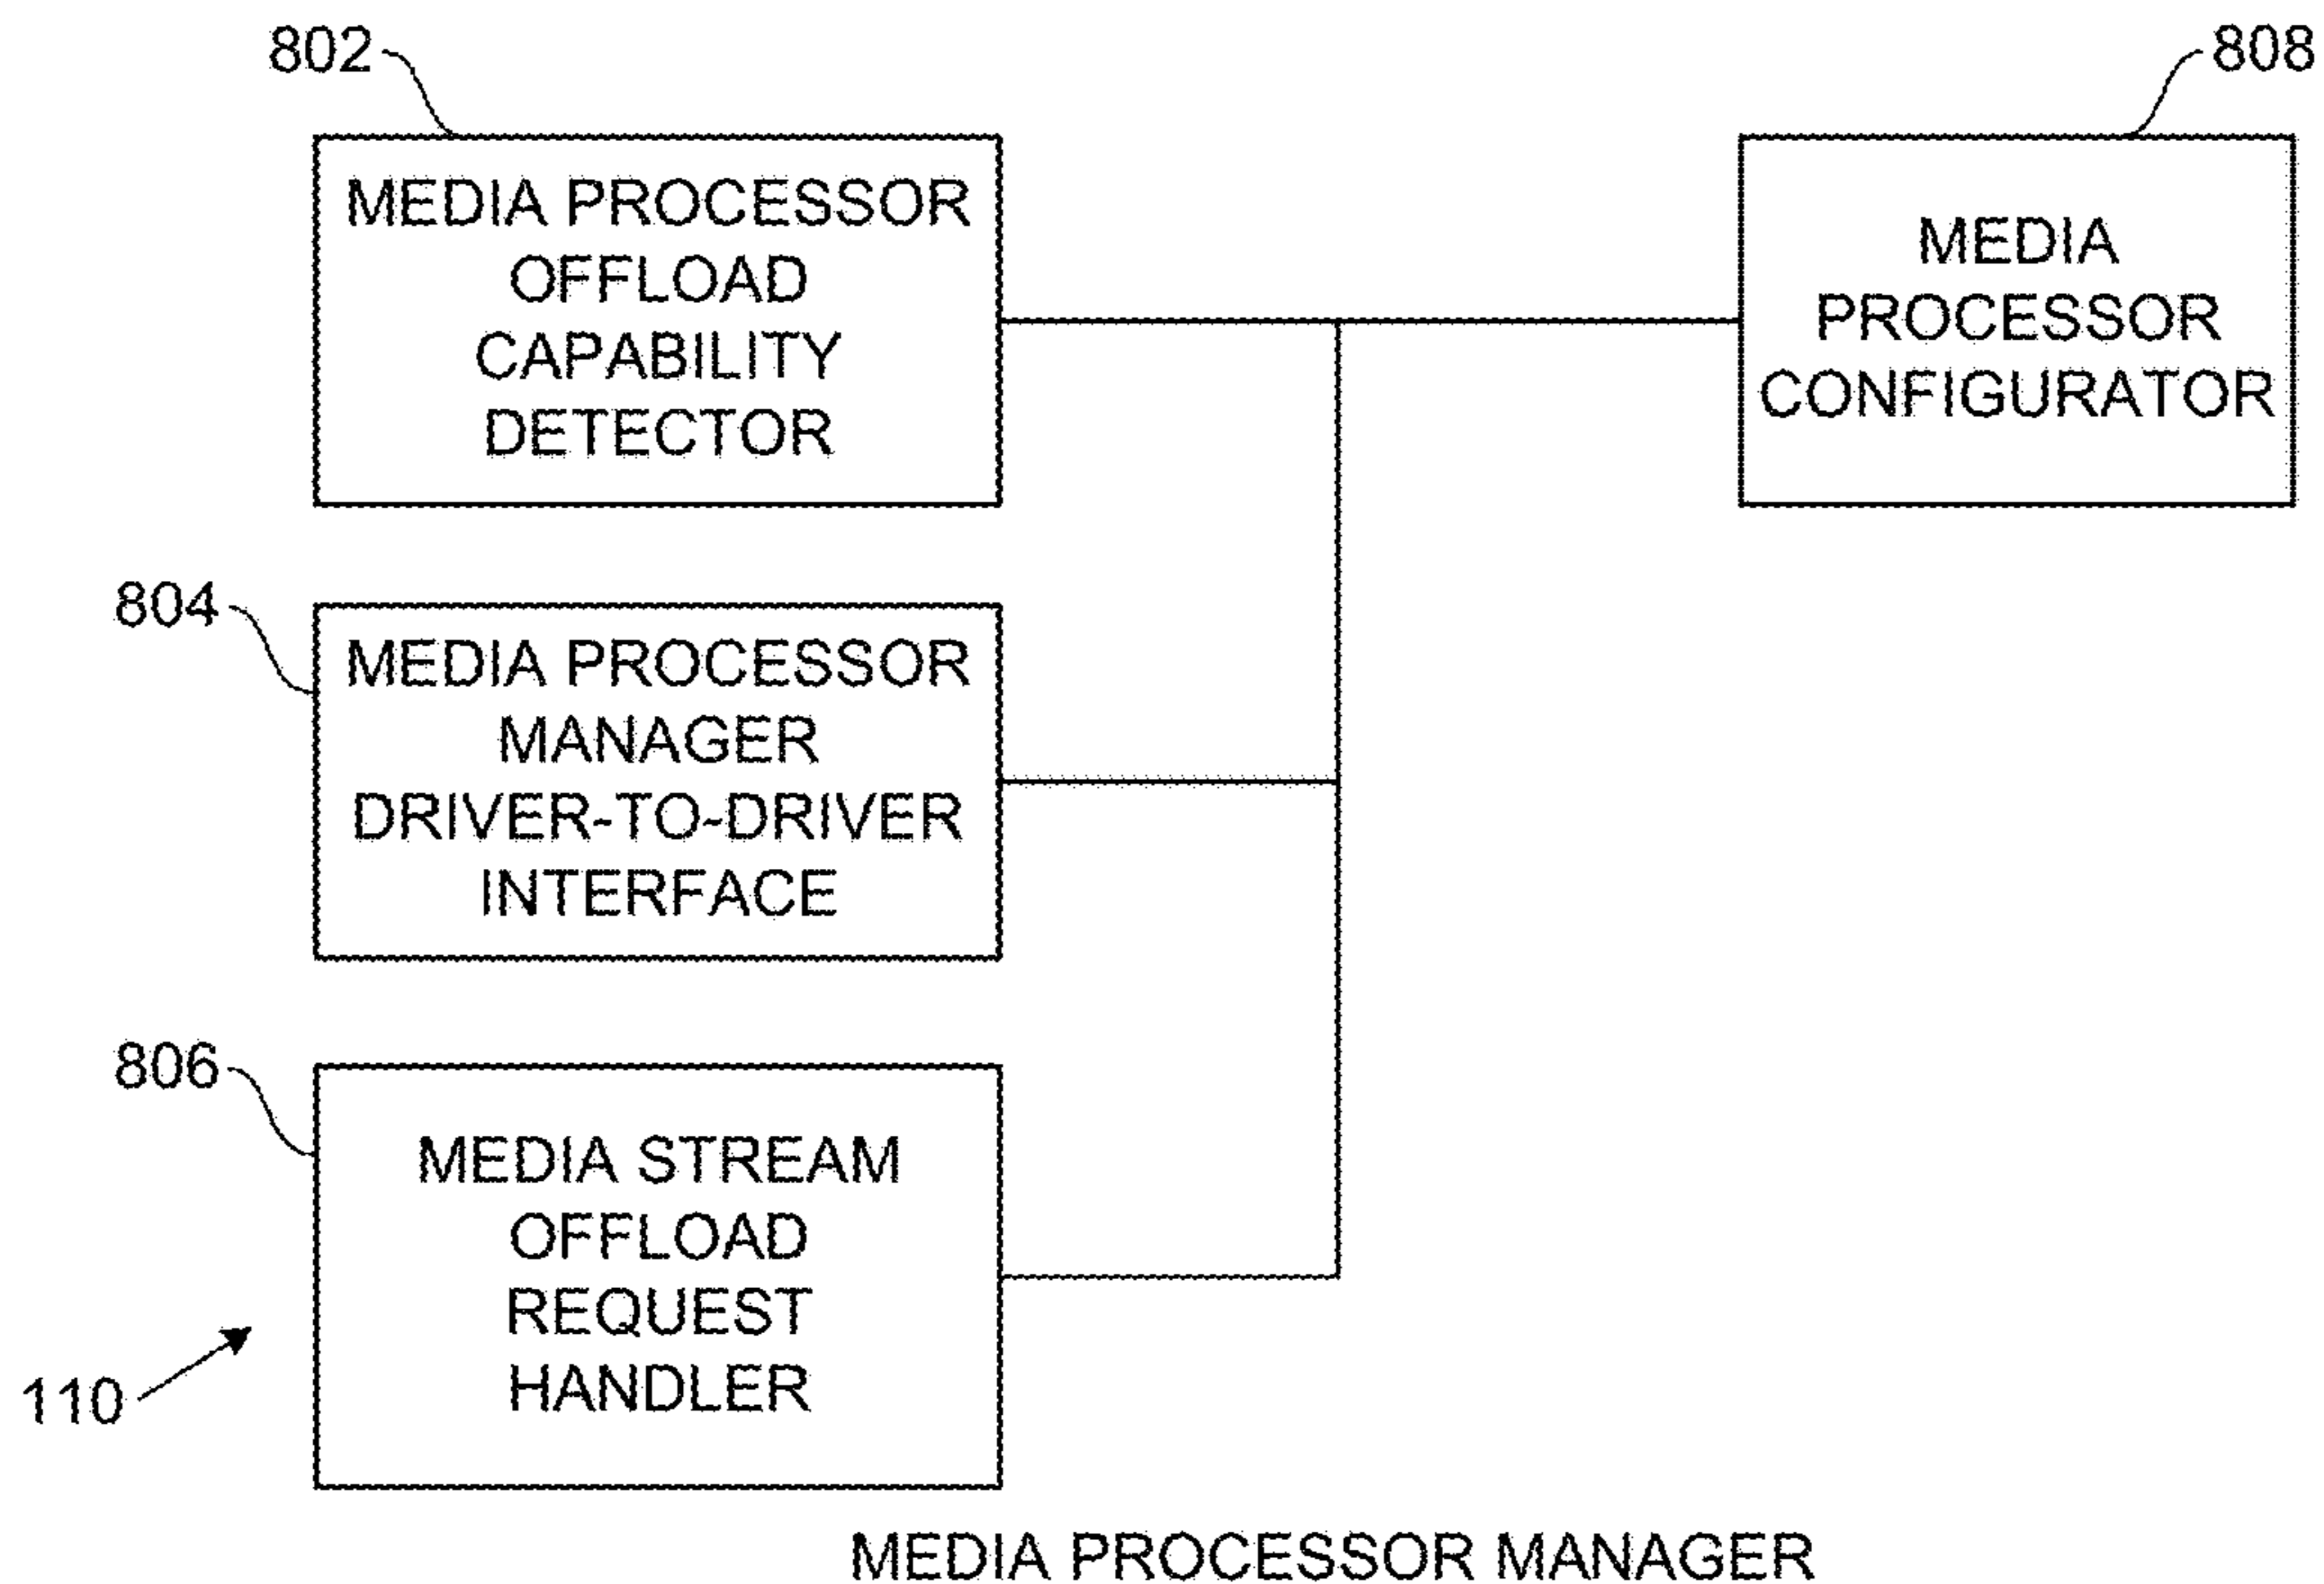 802
808
MEDIA PROCESSOR
OFFLOAD
CAPABILITY
DETECTOR
MEDIA
PROCESSOR
CONFIGURATOR
804
MEDIA PROCESSOR
MANAGER
DRIVER-TO-DRIVER
INTERFACE
806
MEDIA STREAM
OFFLOAD
REQUEST
HANDLER
110
MEDIA PROCESSOR MANAGER